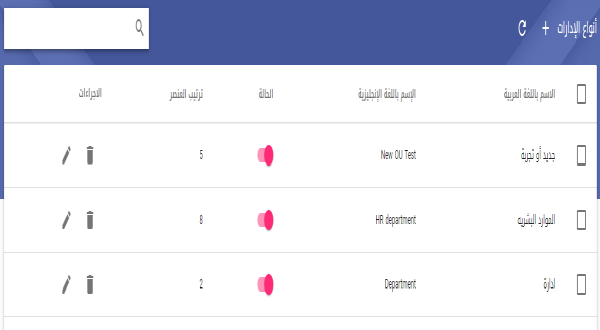 أنواع الإدارات
الاسم باللغة العربية الإسم باللغة الإنجليزية الحالة ترتيب العنصر الاجراءات
جديد أو تجربة New OU Test 5
الموارد البشريه HR department 8
ادارة Department 2